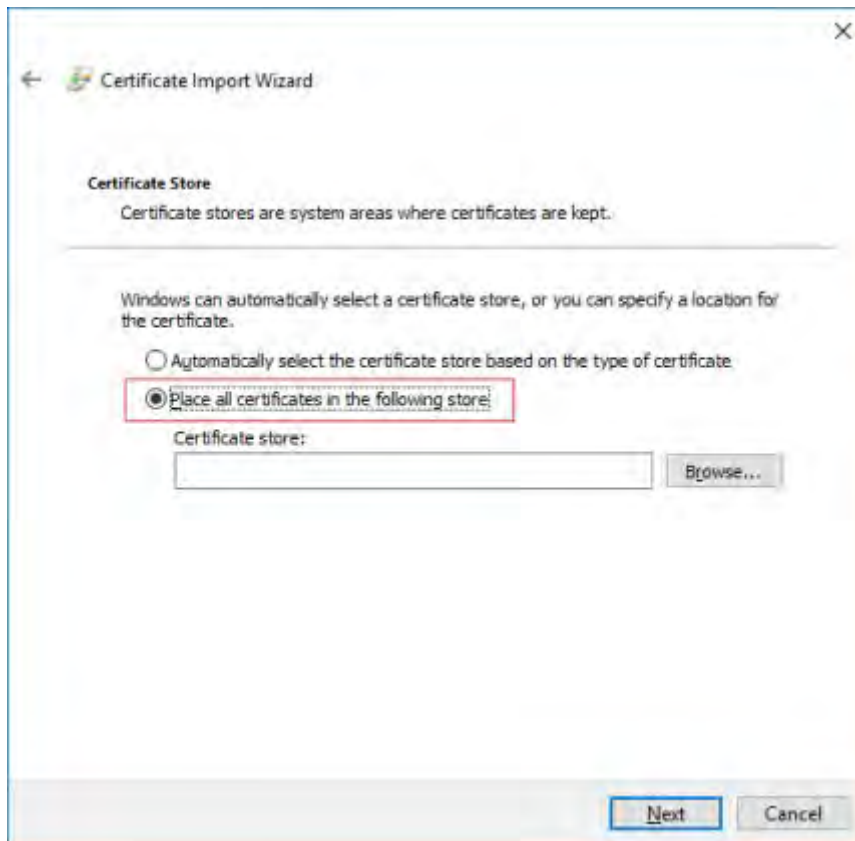 Certificate Import Wizard
Certificate Store
Certificate stores are system areas where certificates are kept.
Windows can automatically select a certificate store, or you can specify a location for
the certificate.
Automatically select the certificate store based on the type of certificate
Place all certificates in the following store
Certificate store:
Browse...
Next
Cancel